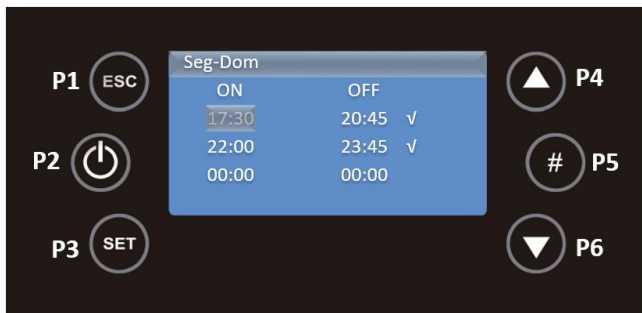 P1 ESC
P2
P3 SET
Seg-Dom
ON OFF
17:30 20:45 √
22:00 23:45 √
00:00 00:00
P4
# P5
P6